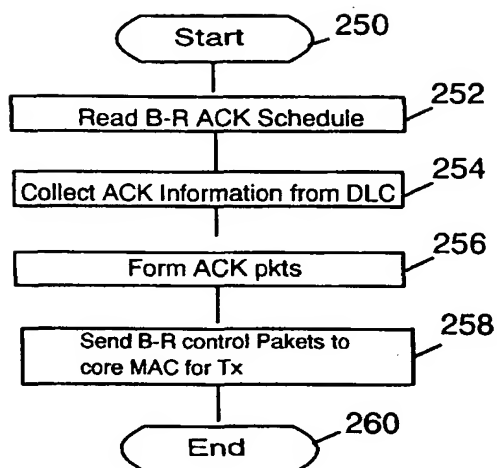 Start
250
Read B-R ACK Schedule
252
Collect ACK Information from DLC
254
Form ACK pkts
256
Send B-R control Pakets to
core MAC for Tx
258
End
260